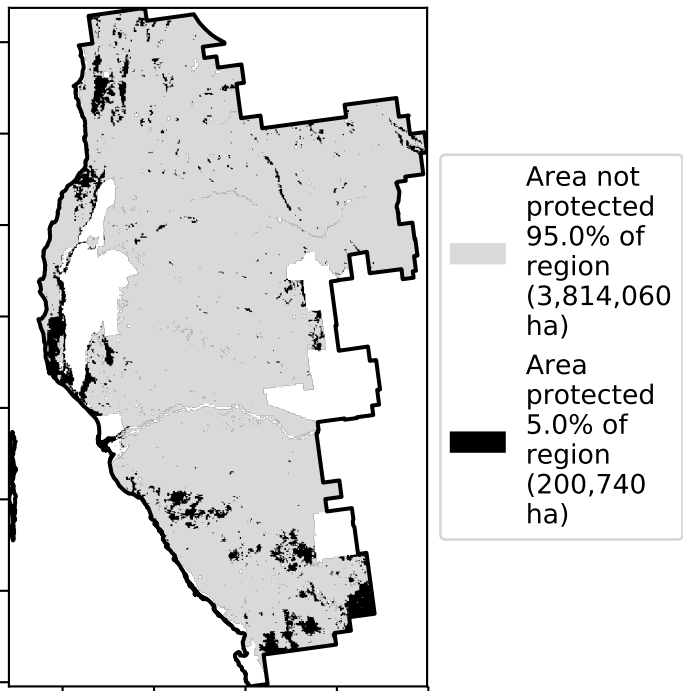 Area not
protected
95.0% of
region
(3,814,060
ha)
Area
protected
5.0% of
region
(200,740
ha)